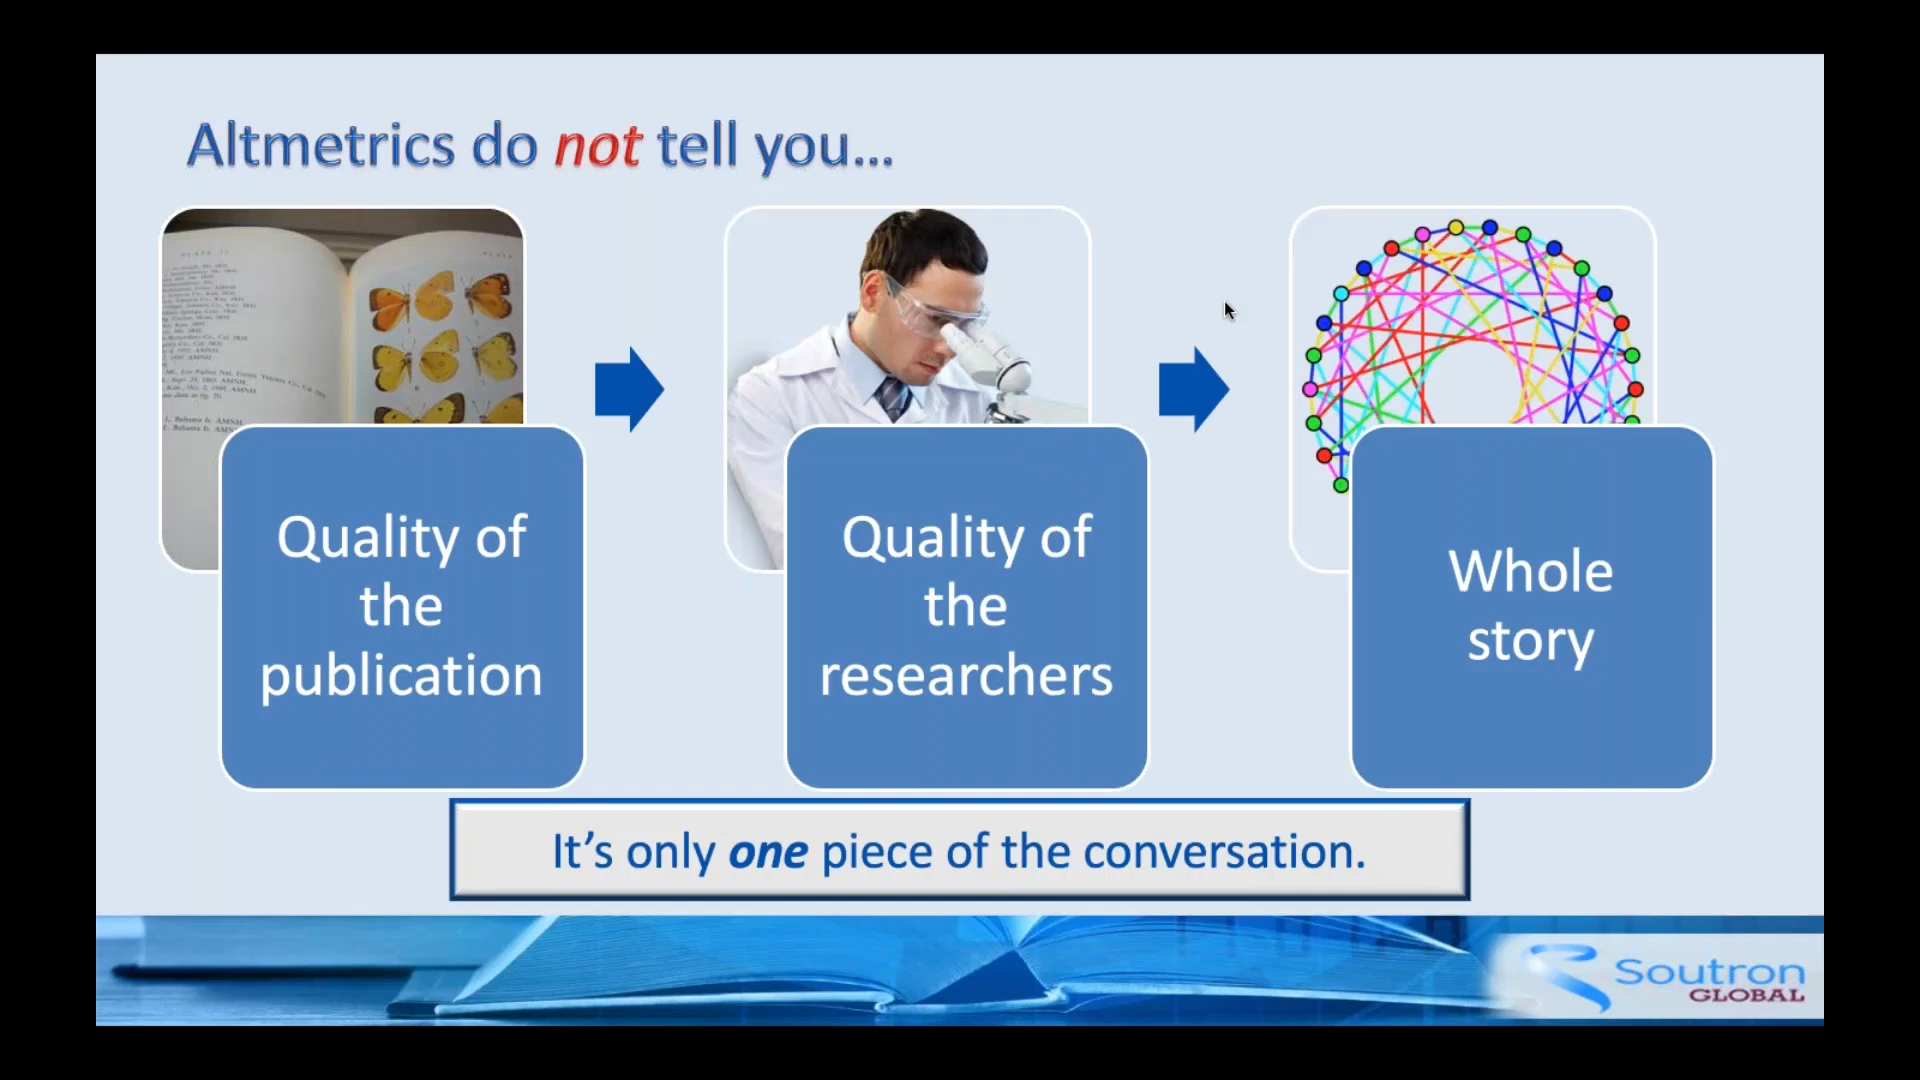 Altmetrics do not tell you...
Quality of
the
publication
Quality of
the
researchers
Whole
story
It's only one piece of the conversation.
Soutron
GLOBAL